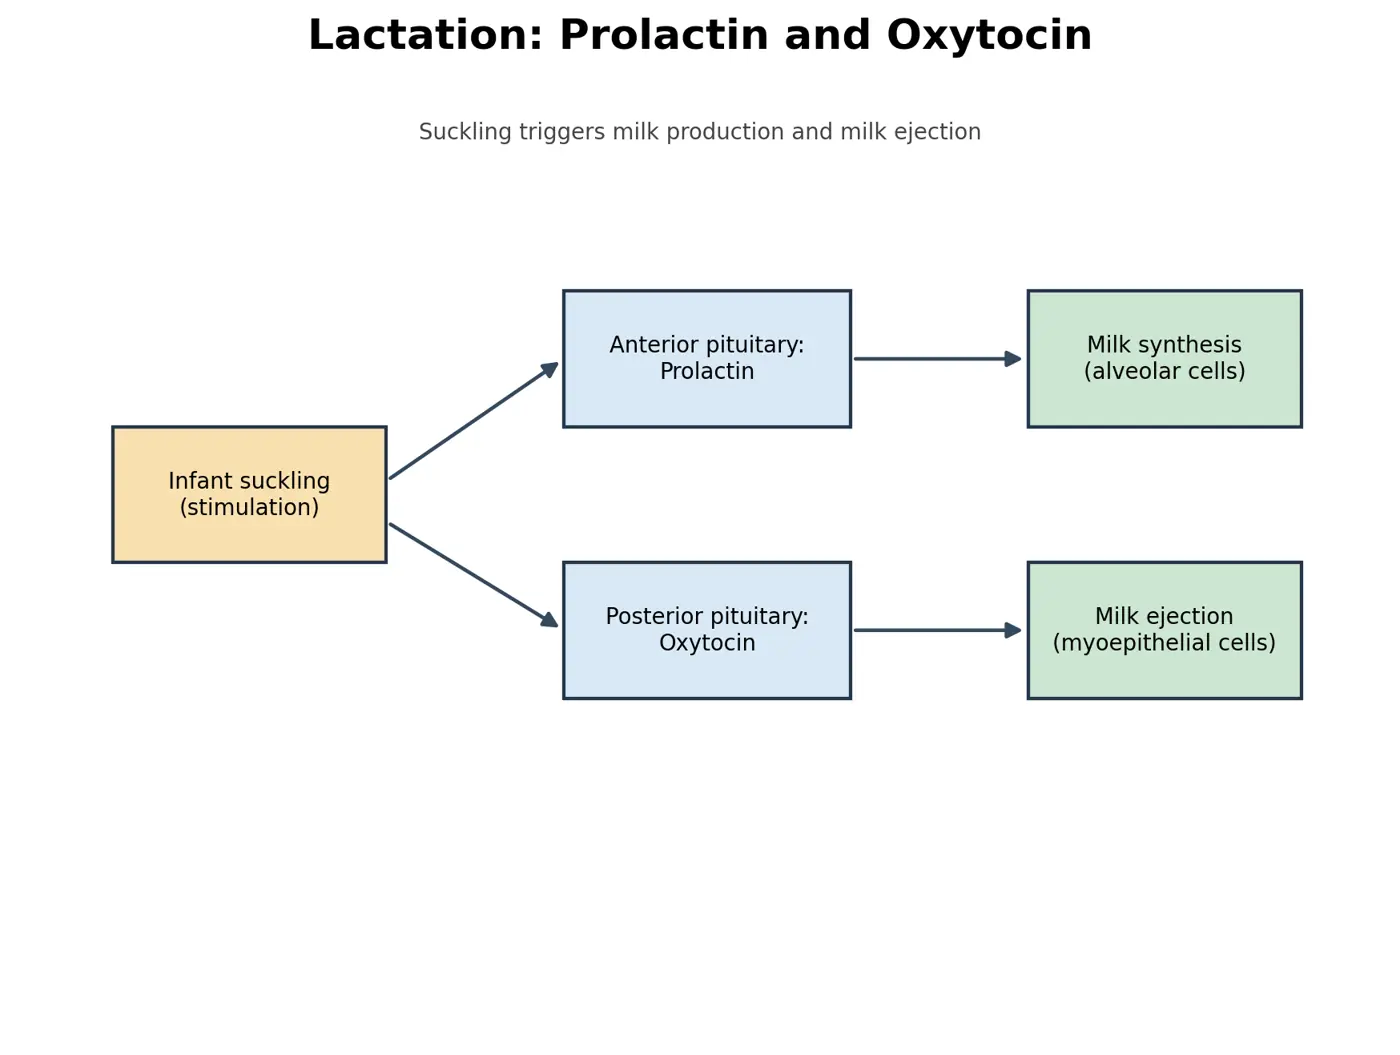 Lactation: Prolactin and Oxytocin
Suckling triggers milk production and milk ejection
Infant suckling
(stimulation)
Anterior pituitary:
Prolactin
Milk synthesis
(alveolar cells)
Posterior pituitary:
Oxytocin
Milk ejection
(myoepithelial cells)